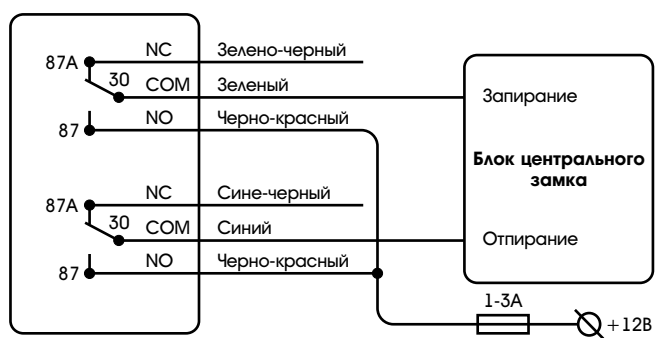 87A NC Зелено-черный
30 COM Зеленый
87 NO Черно-красный
87A NC Сине-черный
30 COM Синий
87 NO Черно-красный
Запирание
Блок центрального
замка
Отпирание
1-3А
+12В